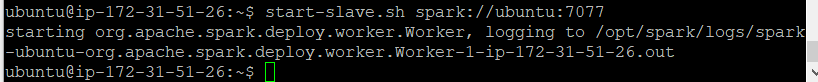 ubuntu@ip-172-31-51-26:~$ start-slave.sh spark://ubuntu:7077
starting org.apache.spark.deploy.worker.Worker, logging to /opt/spark/logs/spark
-ubuntu-org.apache.spark.deploy.worker.Worker-1-ip-172-31-51-26.out
ubuntu@ip-172-31-51-26:~$